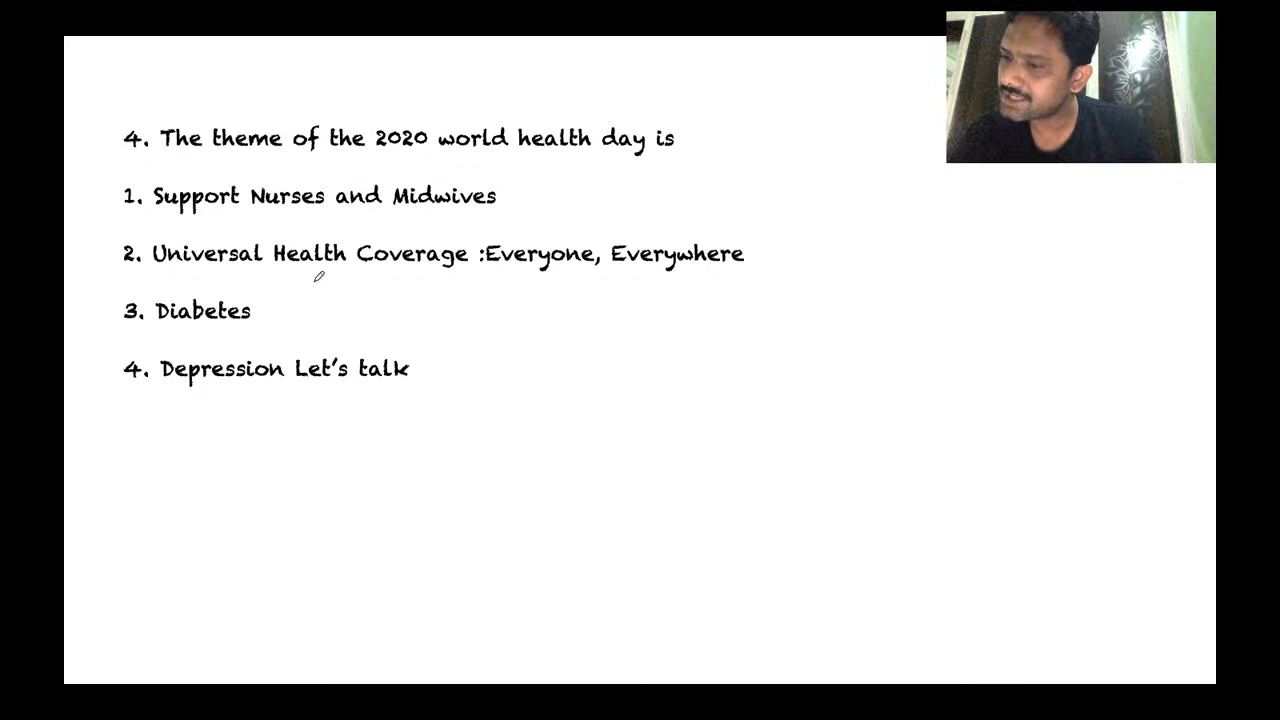 4. The theme of the 2020 world health day is
1. Support Nurses and Midwives
2. Universal Health Coverage :Everyone, Everywhere
3. Diabetes
4. Depression Let's talk